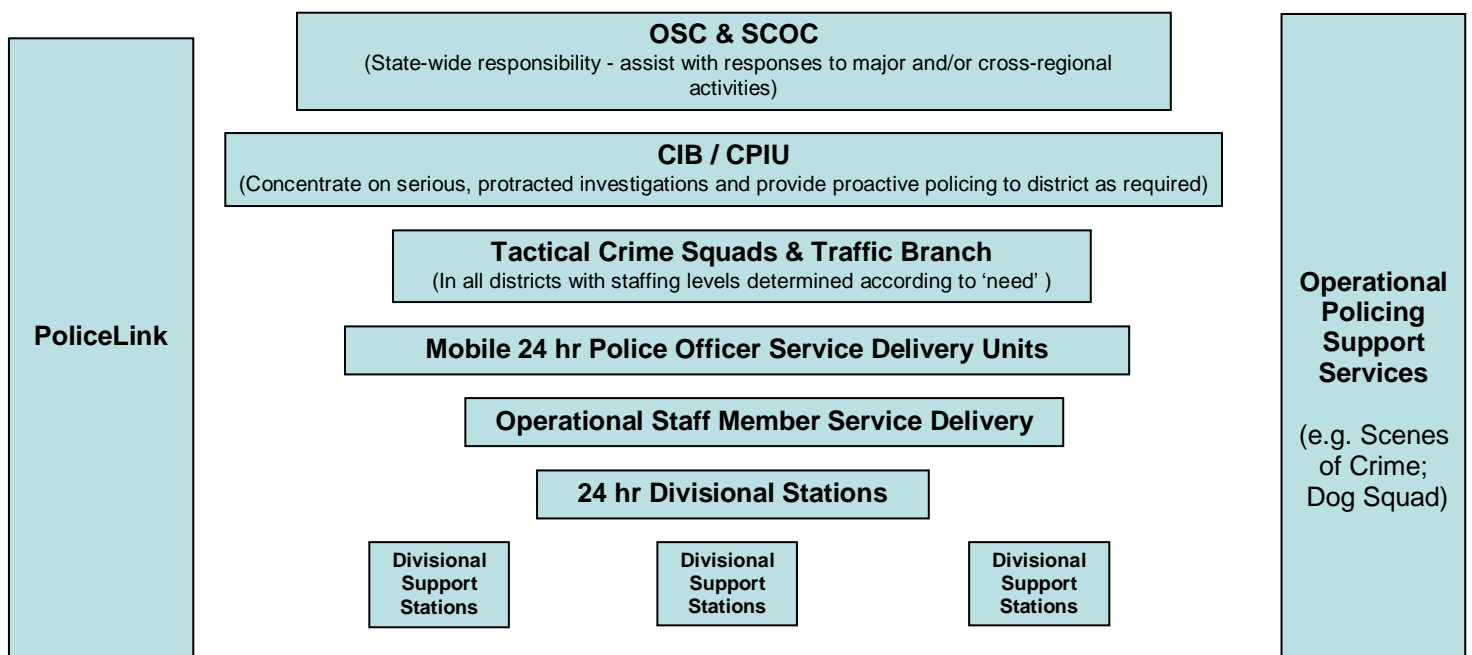 PoliceLink
OSC & SCOC
(State-wide responsibility - assist with responses to major and/or cross-regional
activities)
CIB / CPIU
(Concentrate on serious, protracted investigations and provide proactive policing to district as required)
Tactical Crime Squads & Traffic Branch
(In all districts with staffing levels determined according to ‘need’ )
Mobile 24 hr Police Officer Service Delivery Units
Operational Staff Member Service Delivery
24 hr Divisional Stations
Divisional
Support
Stations
Divisional
Support
Stations
Divisional
Support
Stations
Operational
Policing
Support
Services
(e.g. Scenes
of Crime;
Dog Squad)